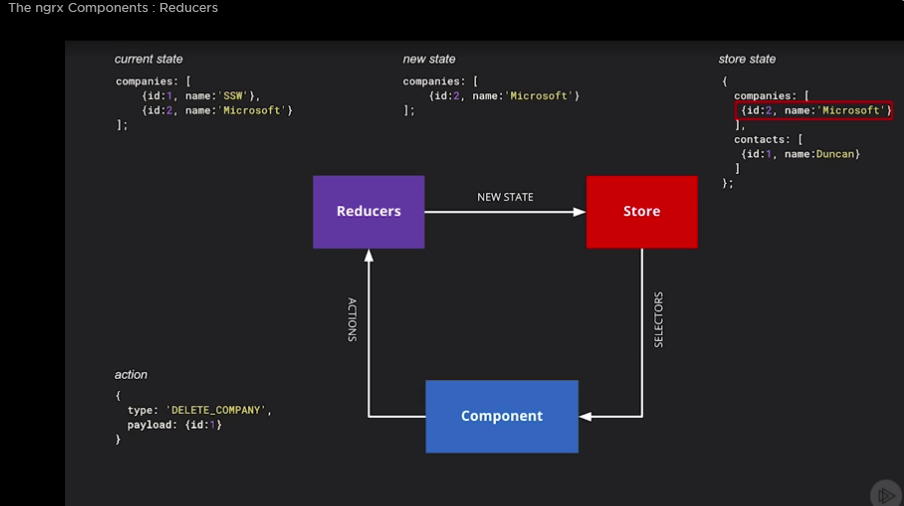 The ngrx Components : Reducers
current state
companies: [
{id:1, name:'SSW'},
{id:2, name:'Microsoft'}
];
new state
companies: [
{id:2, name:'Microsoft'}
];
store state
{
companies: [
{id:2, name:'Microsoft'}
],
contacts: [
{id:1, name:Duncan}
]
};
Reducers
NEW STATE
Store
ACTIONS
SELECTORS
action
{
type: 'DELETE_COMPANY',
payload: {id:1}
}
Component